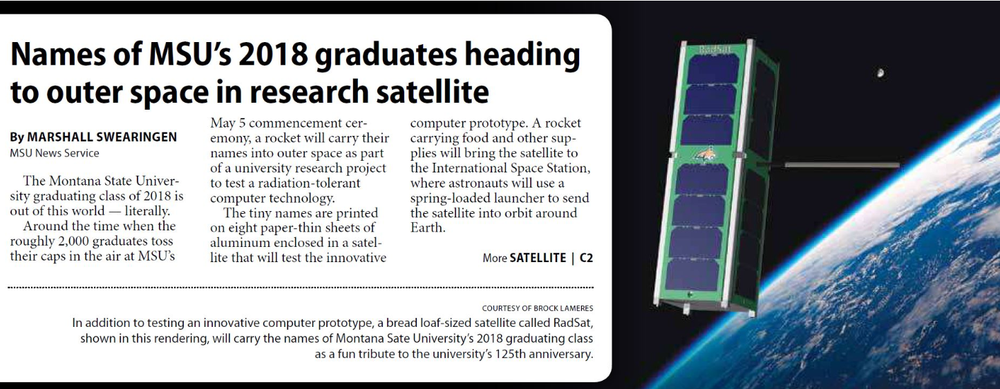 Names of MSU's 2018 graduates heading
to outer space in research satellite
By MARSHALL SWEARINGEN
MSU News Service
The Montana State Univer-
sity graduating class of 2018 is
out of this world — literally.
Around the time when the
roughly 2,000 graduates toss
their caps in the air at MSU's
May 5 commencement cer-
emony, a rocket will carry their
names into outer space as part
of a university research project
to test a radiation-tolerant
computer technology.
The tiny names are printed
on eight paper-thin sheets of
aluminum enclosed in a satel-
lite that will test the innovative
computer prototype. A rocket
carrying food and other sup-
plies will bring the satellite to
the International Space Station,
where astronauts will use a
spring-loaded launcher to send
the satellite into orbit around
Earth.
More SATELLITE | C2
COURTESY OF BROCK LAMERES
In addition to testing an innovative computer prototype, a bread loaf-sized satellite called RadSat,
shown in this rendering, will carry the names of Montana Sate University's 2018 graduating class
as a fun tribute to the university's 125th anniversary.
RadSat